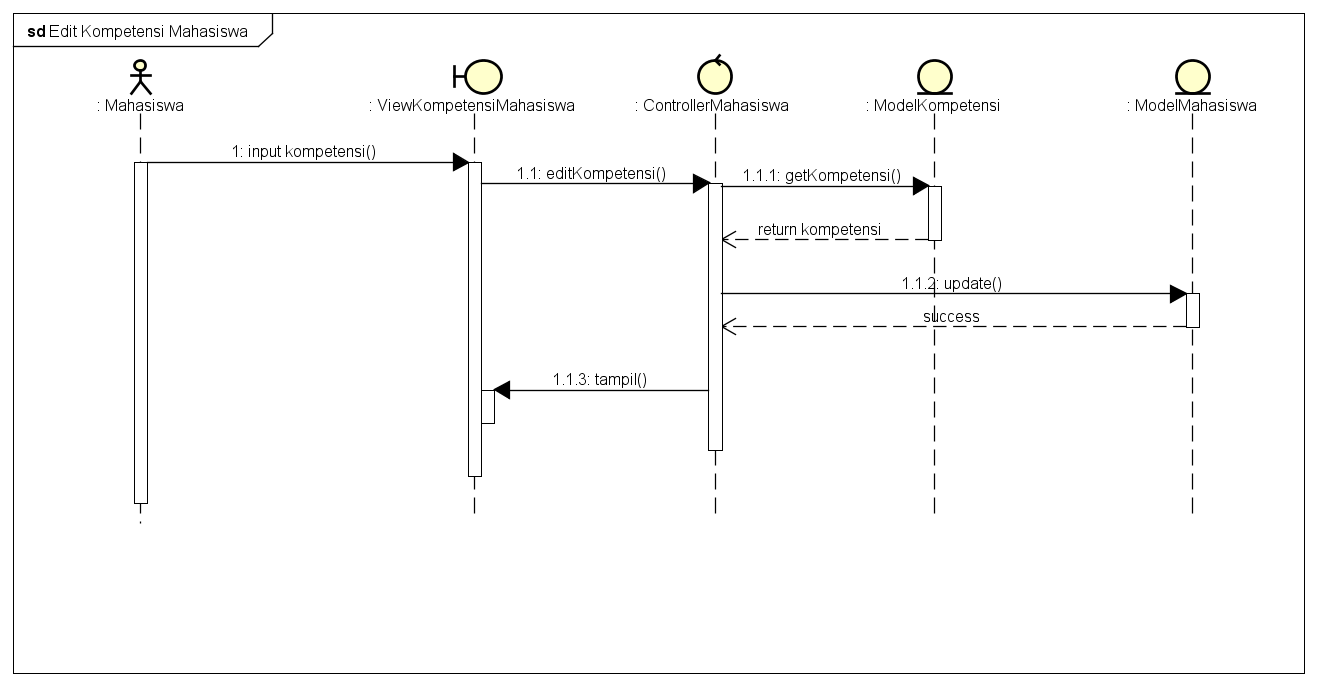 sd Edit Kompetensi Mahasiswa
: Mahasiswa
: ViewKompetensiMahasiswa
: ControllerMahasiswa
: ModelKompetensi
: ModelMahasiswa
1: input kompetensi()
1.1: editKompetensi()
1.1.1: getKompetensi()
return kompetensi
1.1.2: update()
success
1.1.3: tampil()